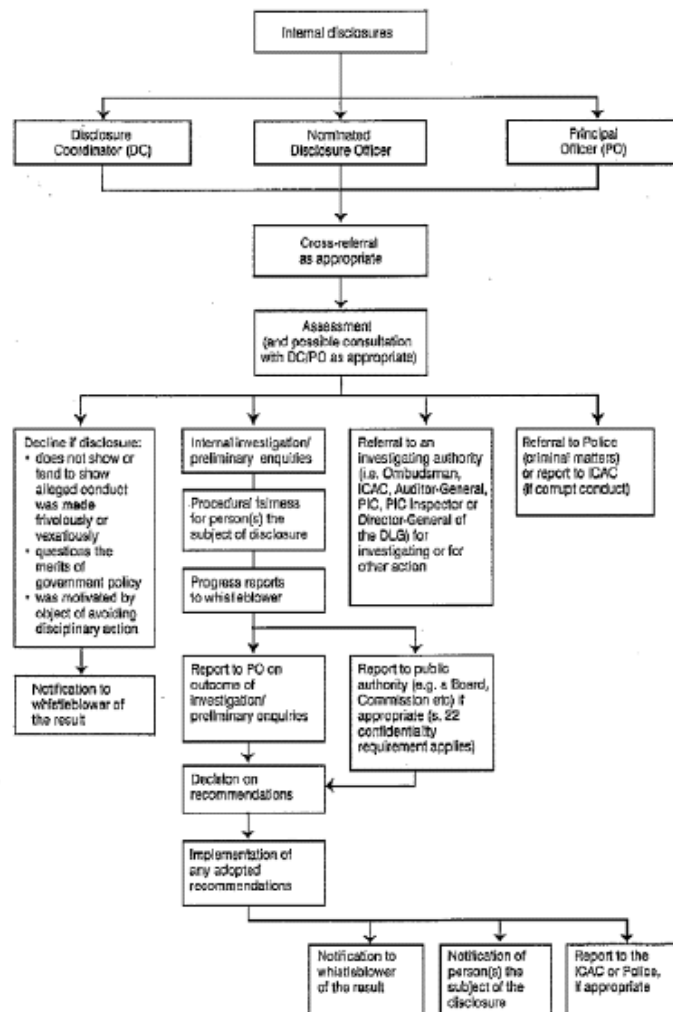 Internal disclosures
Disclosure
Coordinator (DC)
Nominated
Disclosure Officer
Principal
Officer (PO)
Cross-referral
as appropriate
Assessment
(and possible consultation
with DC/PO as appropriate)
Decline if disclosure:
• does not show or
tend to show
alleged conduct
was made
frivolously or
vexatiously
• questions the
merits of
government policy
• was motivated by
object of avoiding
disciplinary action
Internal investigation/
preliminary enquiries
Referral to an
investigating authority
(i.e. Ombudsman,
ICAC, Auditor-General,
PIC, PIC Inspector or
Director-General of
the DLG) for
investigating or for
other action
Referral to Police
(criminal matters)
or report to ICAC
(if corrupt conduct)
Procedural fairness
for person(s) the
subject of disclosure
Progress reports
to whistleblower
Notification to
whistleblower of
the result
Report to PO on
outcome of
investigation/
preliminary enquiries
Report to public
authority (e.g. a Board,
Commission etc) if
appropriate (s. 22
confidentiality
requirement applies)
Decision on
recommendations
Implementation of
any adopted
recommendations
Notification to
whistleblower
of the result
Notification of
person(s) the
subject of the
disclosure
Report to the
ICAC or Police,
if appropriate